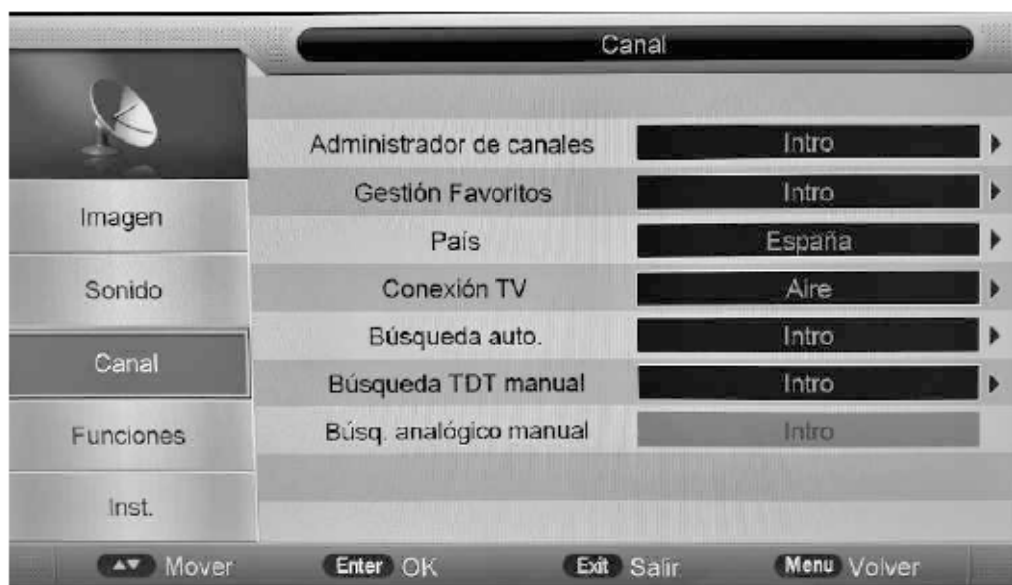 Canal
Administrador de canales Intro
Gestión Favoritos Intro
País España
Conexión TV Aire
Búsqueda auto. Intro
Búsqueda TDT manual Intro
Búsq. analógico manual Intro
Imagen
Sonido
Canal
Funciones
Inst.
Mover Enter OK Exit Salir Menu Volver